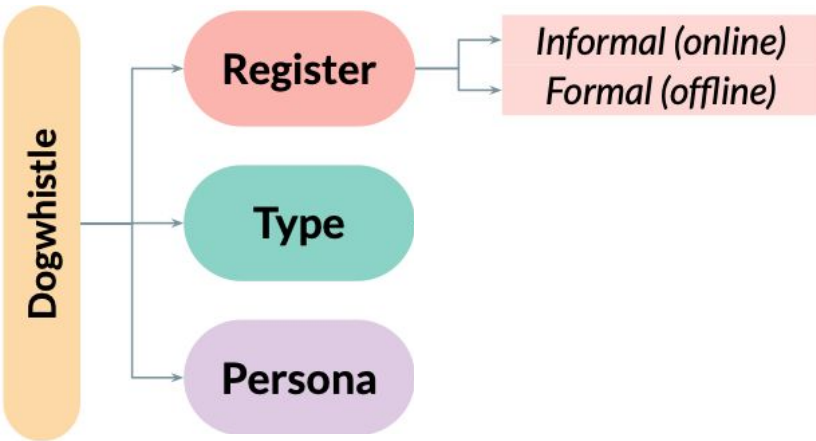 Dogwhistle
Register
Informal (online)
Formal (offline)
Type
Persona